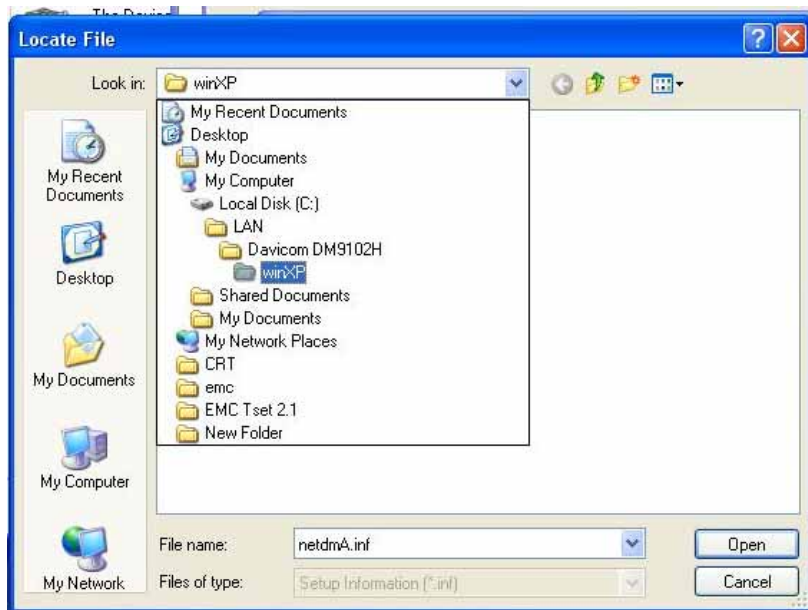 The Devi
Locate File
Look in:
winXP
My Recent Documents
Desktop
My Documents
My Computer
Local Disk (C:)
LAN
Davicom DM9102H
winXP
Shared Documents
My Documents
My Network Places
CRT
emc
EMC Tset 2.1
New Folder
My Recent
Documents
Desktop
My Documents
My Computer
My Network
File name:
netdmA.inf
Open
Files of type:
Setup Information (*.inf)
Cancel